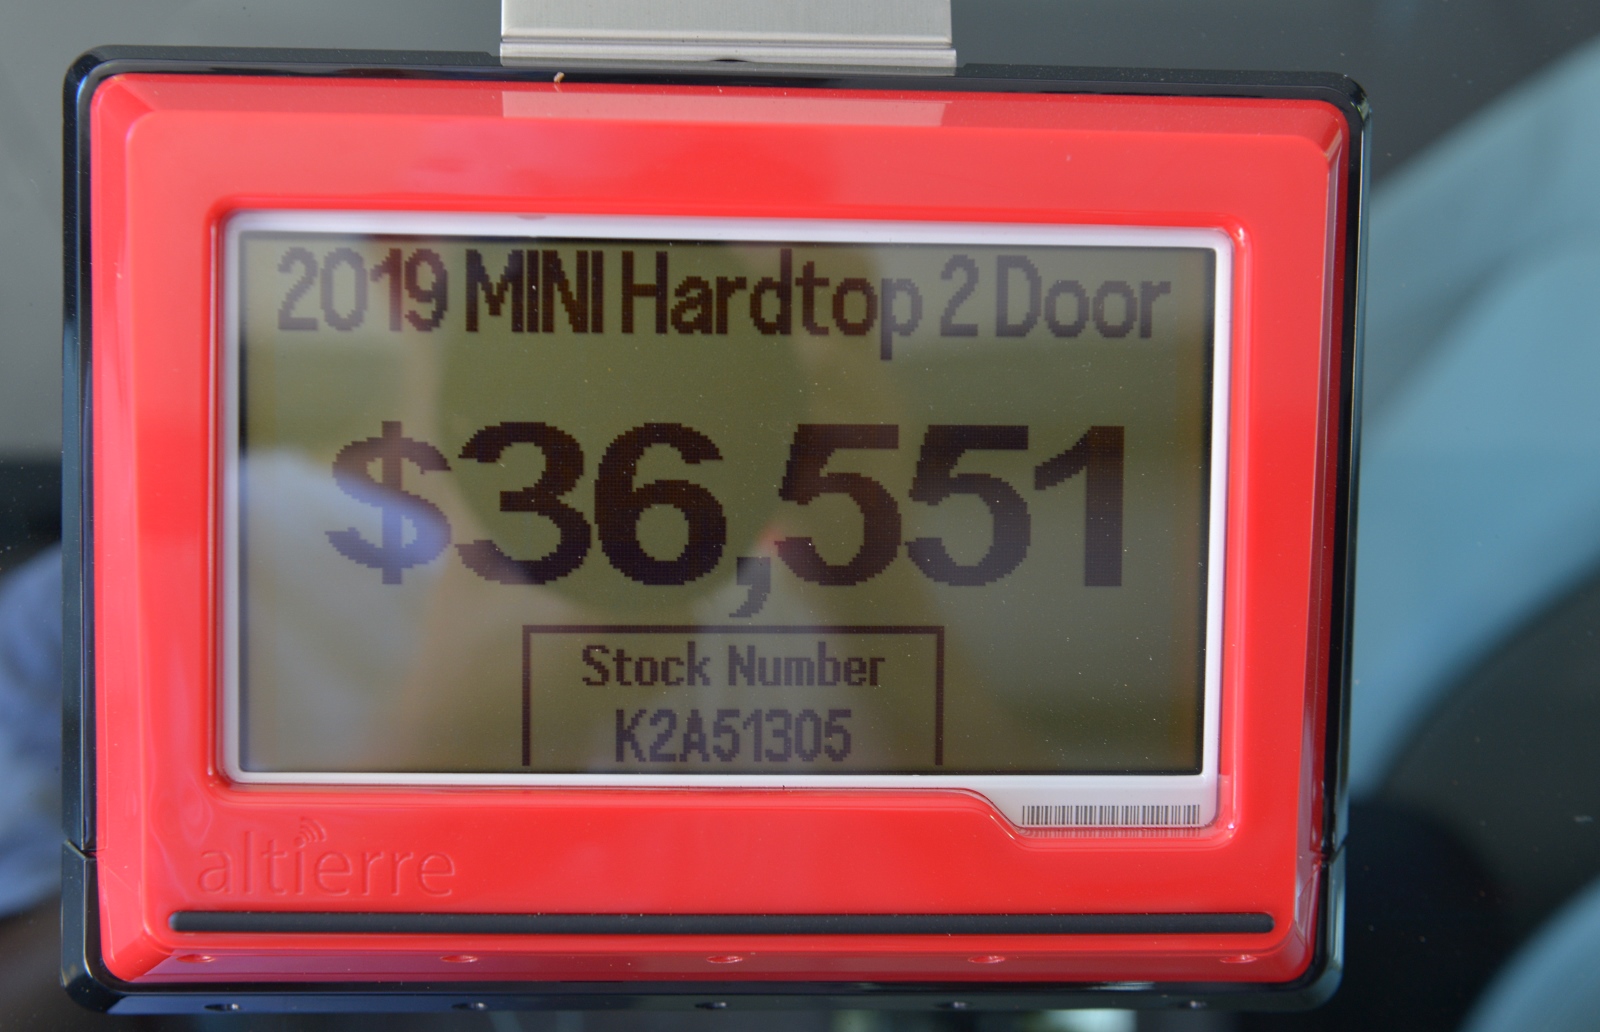 2019 MINI Hardtop 2 Door
$36,551
Stock Number
K2A51305
altierre